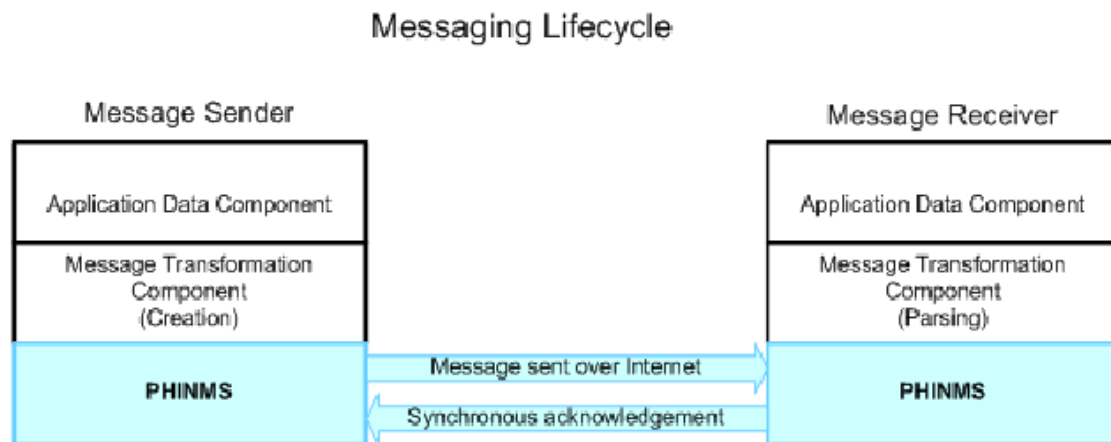 Messaging Lifecycle
Message Sender
Message Receiver
Application Data Component
Application Data Component
Message Transformation
Component
(Creation)
Message Transformation
Component
(Parsing)
PHINMS
Message sent over Internet
Synchronous acknowledgement
PHINMS